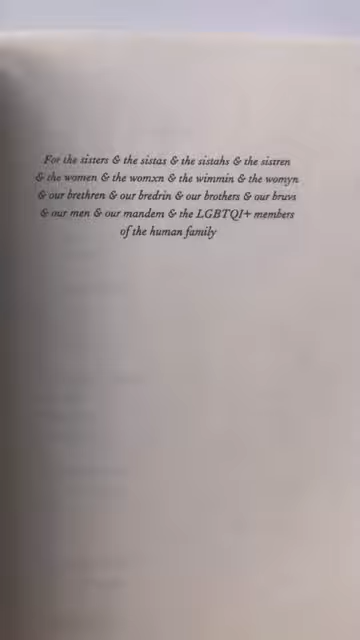 For the sisters & the sistas & the sistahs & the sistren
& the women & the womxn & the wimmin & the womyn
& our brethren & our bredrin & our brothers & our bruvs
& our men & our mandem & the LGBTQI+ members
of the human family